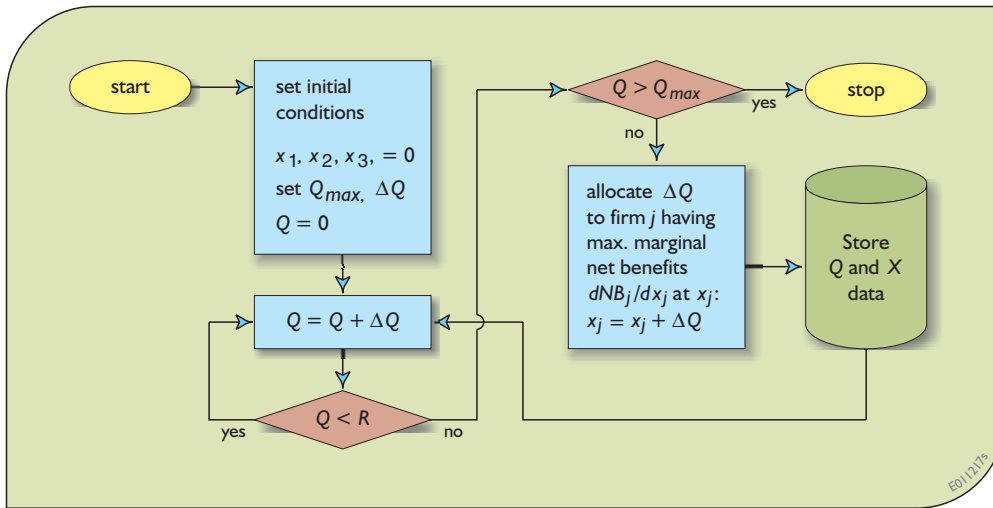 start
set initial
conditions
x1, x2, x3, = 0
set Qmax, ΔQ
Q = 0
Q = Q + ΔQ
Q < R
yes
no
Q > Qmax
yes
stop
no
allocate ΔQ
to firm j having
max. marginal
net benefits
dNBj/dxj at xj:
xj = xj + ΔQ
Store
Q and X
data
E011217s